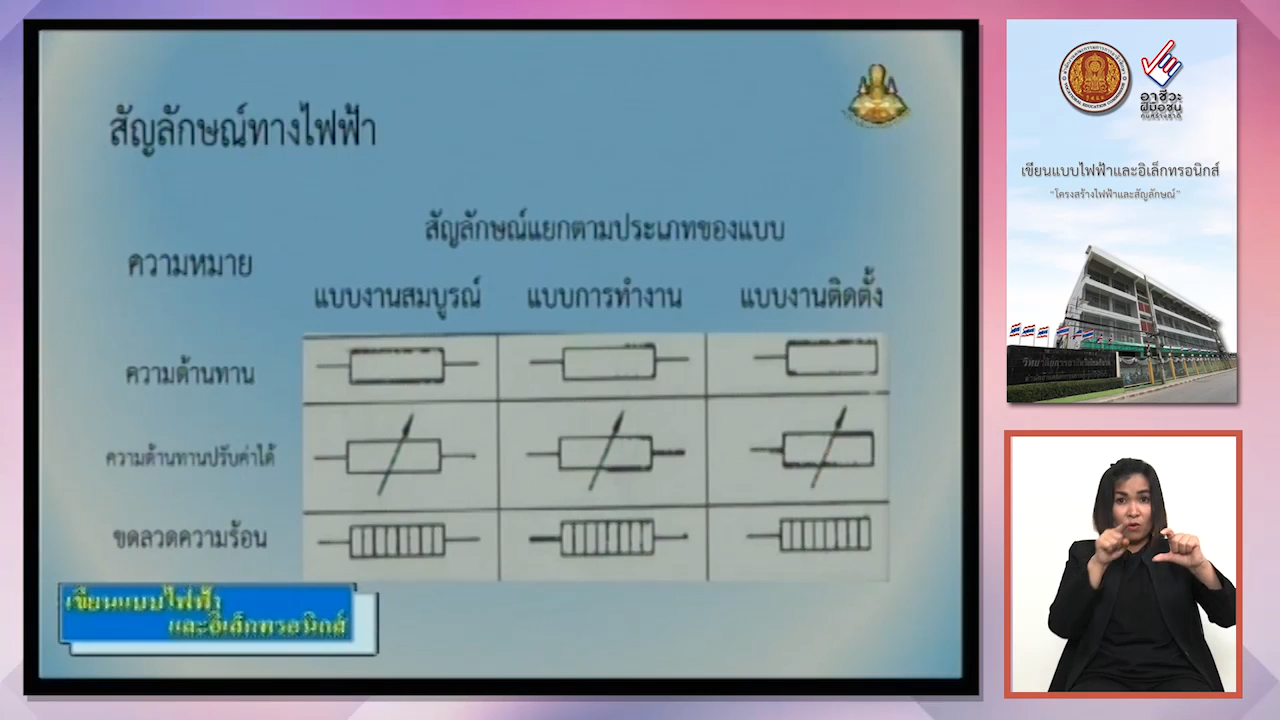 สัญลักษณ์ทางไฟฟ้า
ความหมาย
สัญลักษณ์แยกตามประเภทของแบบ
แบบงานสมบูรณ์
แบบการทำงาน
แบบงานติดตั้ง
ความต้านทาน
ความต้านทานปรับค่าได้
ขดลวดความร้อน
เขียนแบบไฟฟ้า
และอิเล็กทรอนิกส์
อาชีวะ
ฝีมือชน
คนสร้างชาติ
เขียนแบบไฟฟ้าและอิเล็กทรอนิกส์
"โครงสร้างไฟฟ้าและสัญลักษณ์"